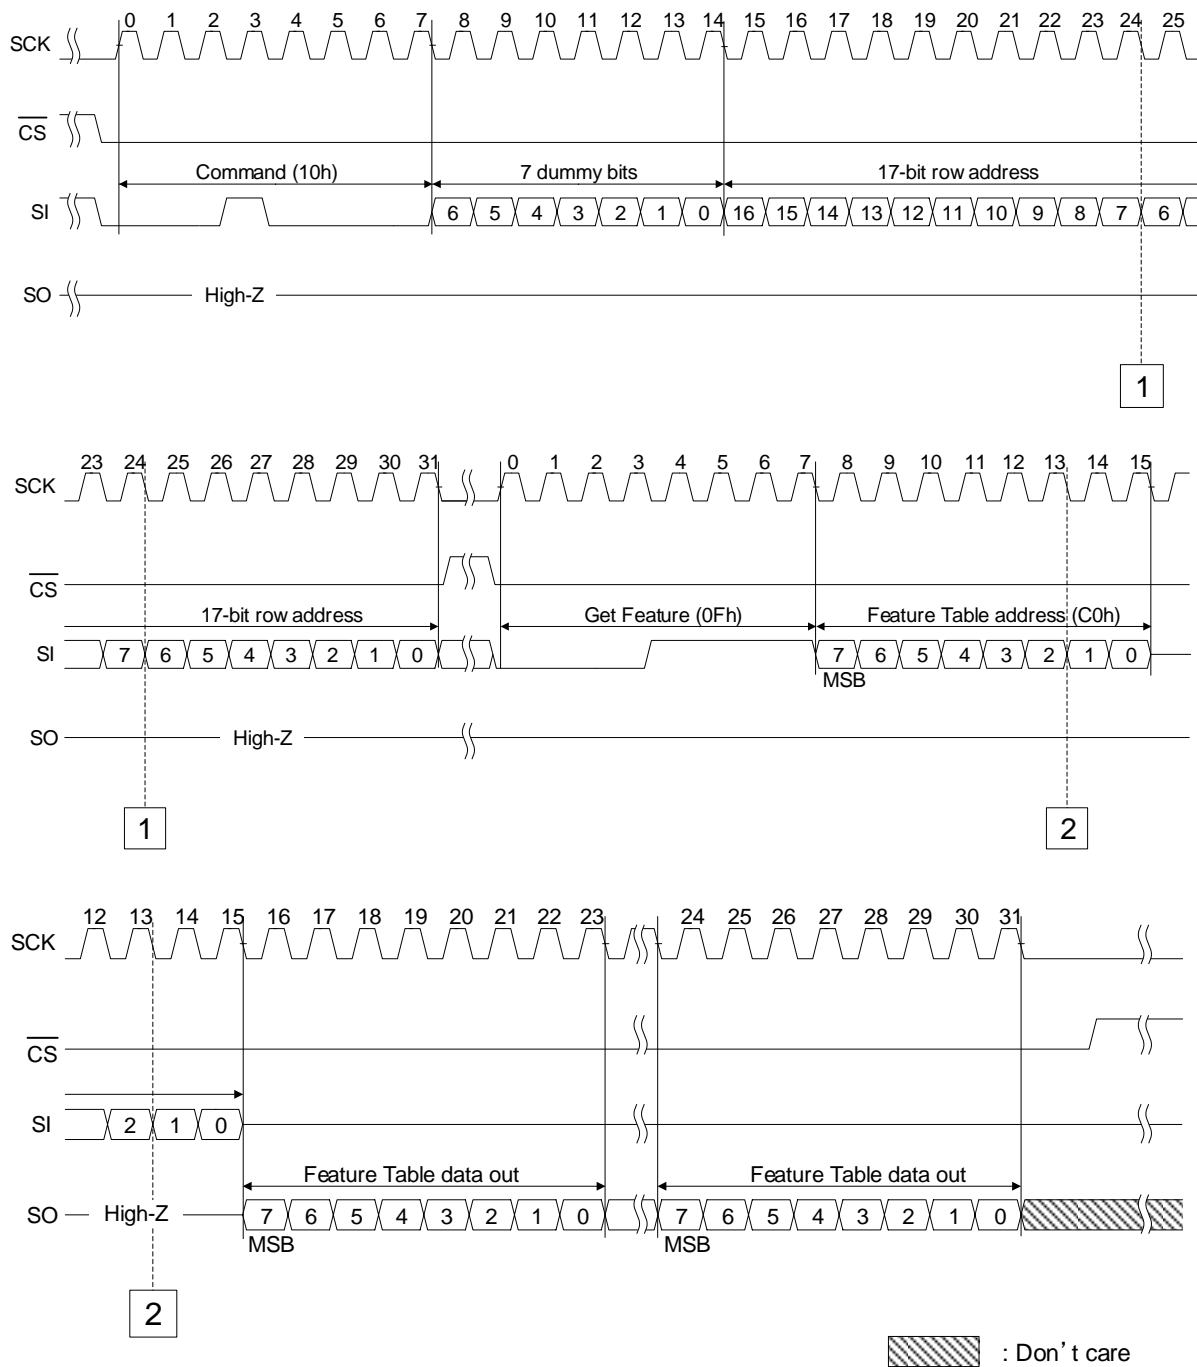 0 1 2 3 4 5 6 7 8 9 10 11 12 13 14 15 16 17 18 19 20 21 22 23 24 25
SCK
CS
Command (10h) 7 dummy bits 17-bit row address
SI 6 5 4 3 2 1 0 16 15 14 13 12 11 10 9 8 7 6
SO High-Z
1
23 24 25 26 27 28 29 30 31 0 1 2 3 4 5 6 7 8 9 10 11 12 13 14 15
SCK
CS
17-bit row address Get Feature (0Fh) Feature Table address (C0h)
SI 7 6 5 4 3 2 1 0 7 6 5 4 3 2 1 0
MSB
SO High-Z
1 2
12 13 14 15 16 17 18 19 20 21 22 23 24 25 26 27 28 29 30 31
SCK
CS
SI 2 1 0
Feature Table data out Feature Table data out
SO High-Z 7 6 5 4 3 2 1 0 7 6 5 4 3 2 1 0
MSB MSB
2
: Don't care